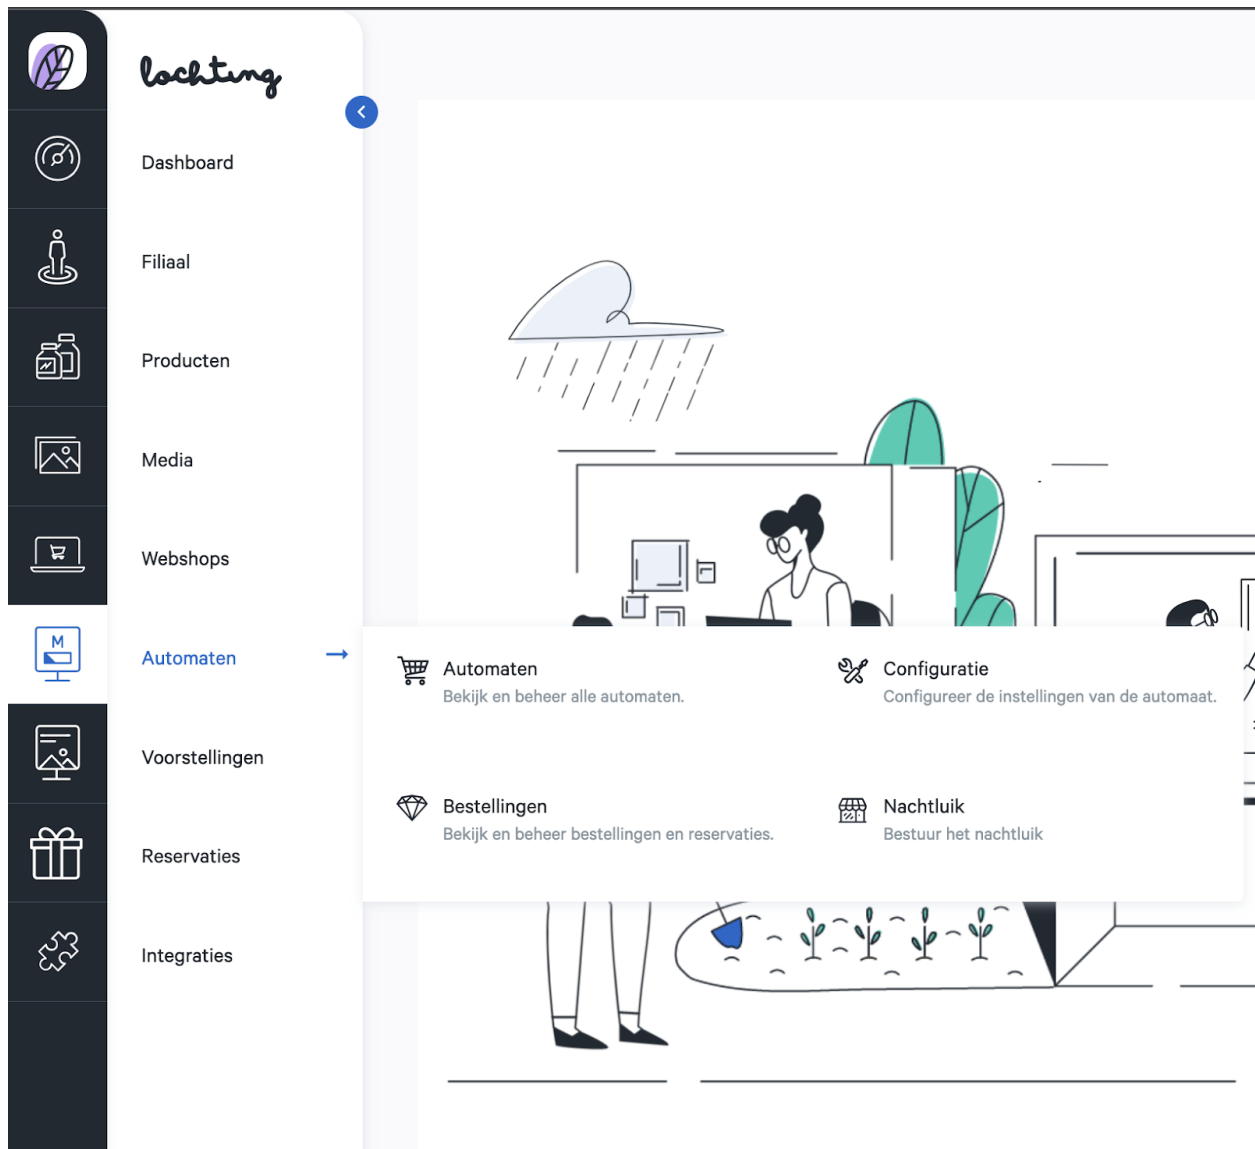 lochting
Dashboard
Filiaal
Producten
Media
Webshops
M
Automaten
Automaten
Bekijk en beheer alle automaten.
Configuratie
Configureer de instellingen van de automaat.
Bestellingen
Bekijk en beheer bestellingen en reservaties.
Nachtluik
Bestuur het nachtluik
Voorstellingen
Reservaties
Integraties